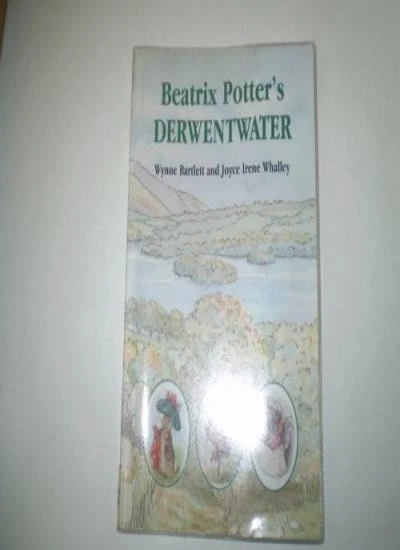 Beatrix Potter's
DERWENTWATER
Wynne Bartlett and Joyce Irene Whalley